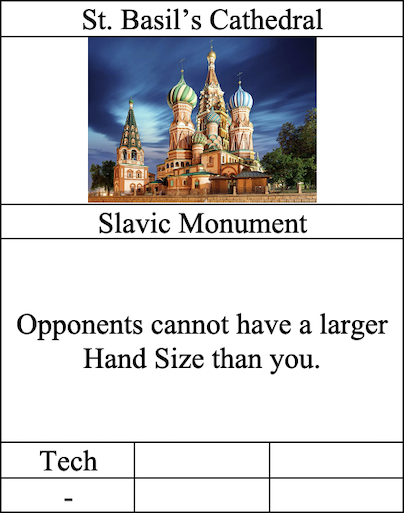 St. Basil’s Cathedral
Slavic Monument
Opponents cannot have a larger
Hand Size than you.
Tech
-